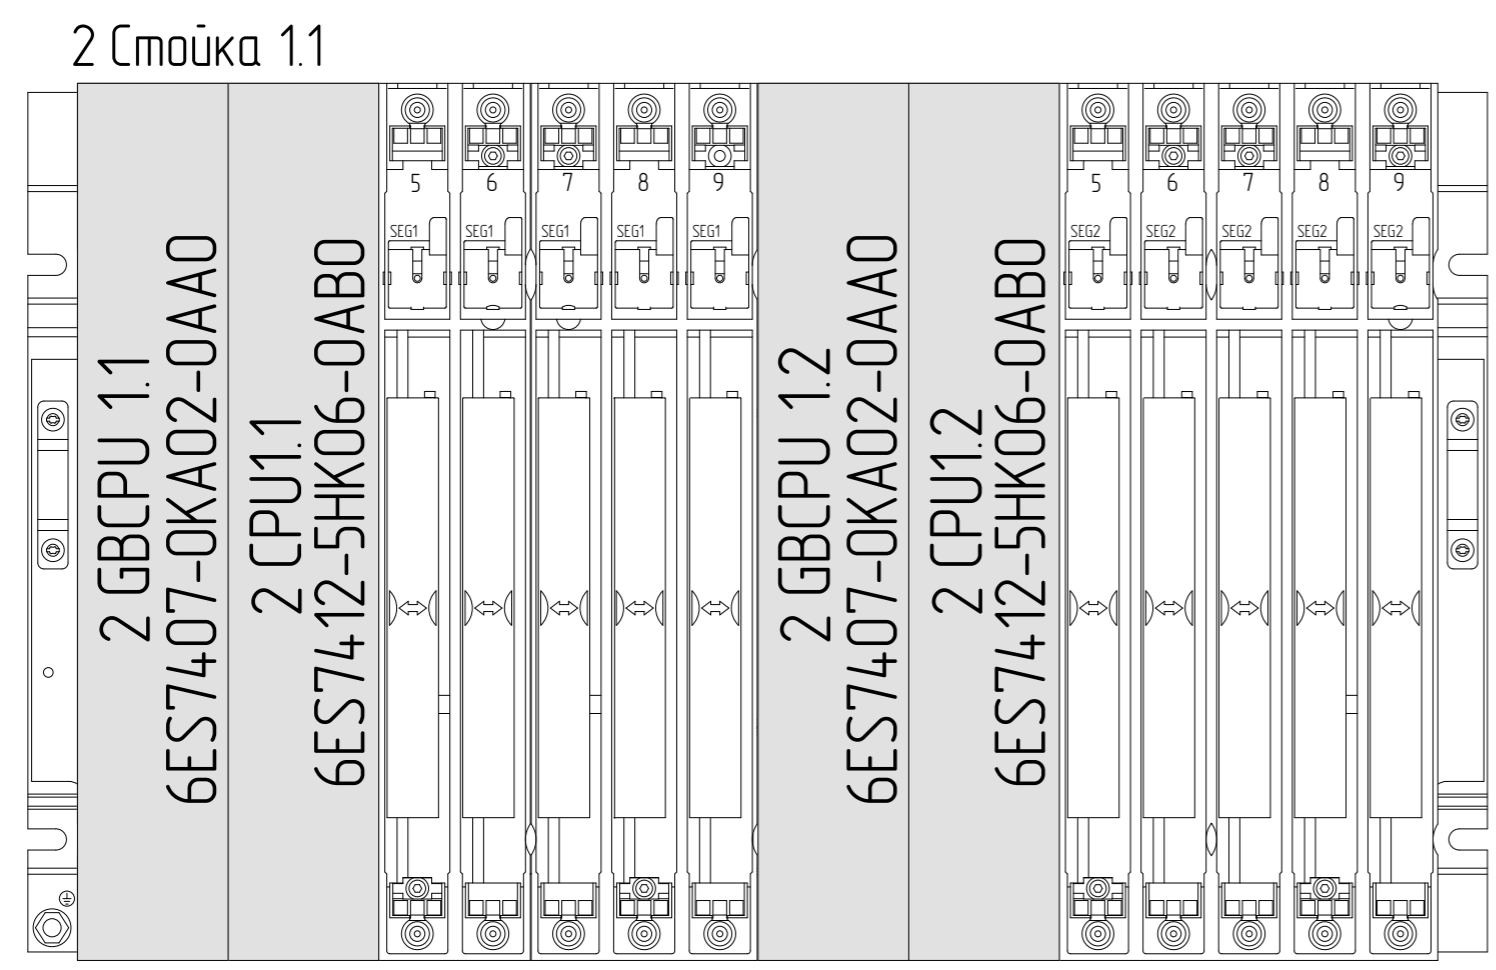 2 Стойка 1.1
2 GBCPU 1.1
6ES7407-0KA02-0AA0
2 CPU1.1
6ES7412-5HK06-0AB0
5 6 7 8 9
SEG1 SEG1 SEG1 SEG1 SEG1
2 GBCPU 1.2
6ES7407-0KA02-0AA0
2 CPU1.2
6ES7412-5HK06-0AB0
5 6 7 8 9
SEG2 SEG2 SEG2 SEG2 SEG2